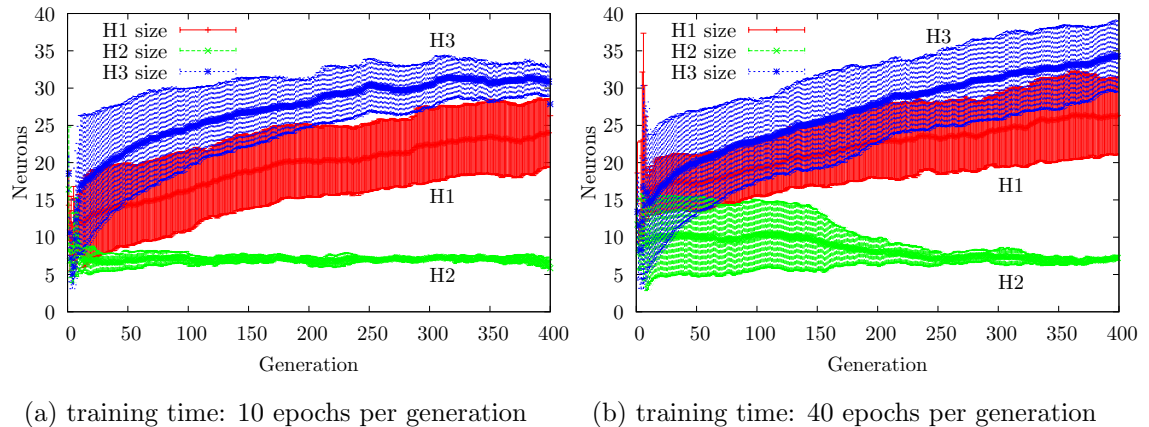 40
35
30
25
20
15
10
5
0
Neurons
H1 size
H2 size
H3 size
H3
H1
H2
0 50 100 150 200 250 300 350 400
Generation
(a) training time: 10 epochs per generation
40
35
30
25
20
15
10
5
0
Neurons
H1 size
H2 size
H3 size
H3
H1
H2
0 50 100 150 200 250 300 350 400
Generation
(b) training time: 40 epochs per generation